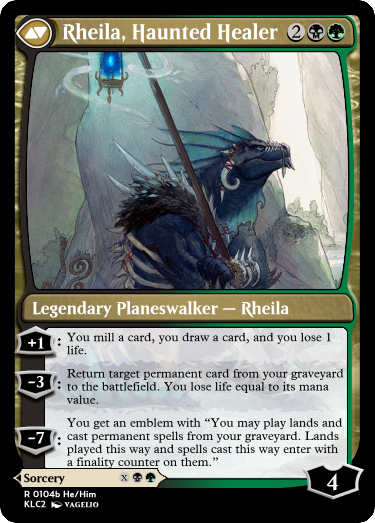 Rheila, Haunted Healer 2
Legendary Planeswalker — Rheila
+1: You mill a card, you draw a card, and you lose 1
life.
-3: Return target permanent card from your graveyard
to the battlefield. You lose life equal to its mana
value.
-7: You get an emblem with “You may play lands and
cast permanent spells from your graveyard. Lands
played this way and spells cast this way enter with
a finality counter on them.”
Sorcery X
4
R 0104b He/Him
KLC2 VAGELIO